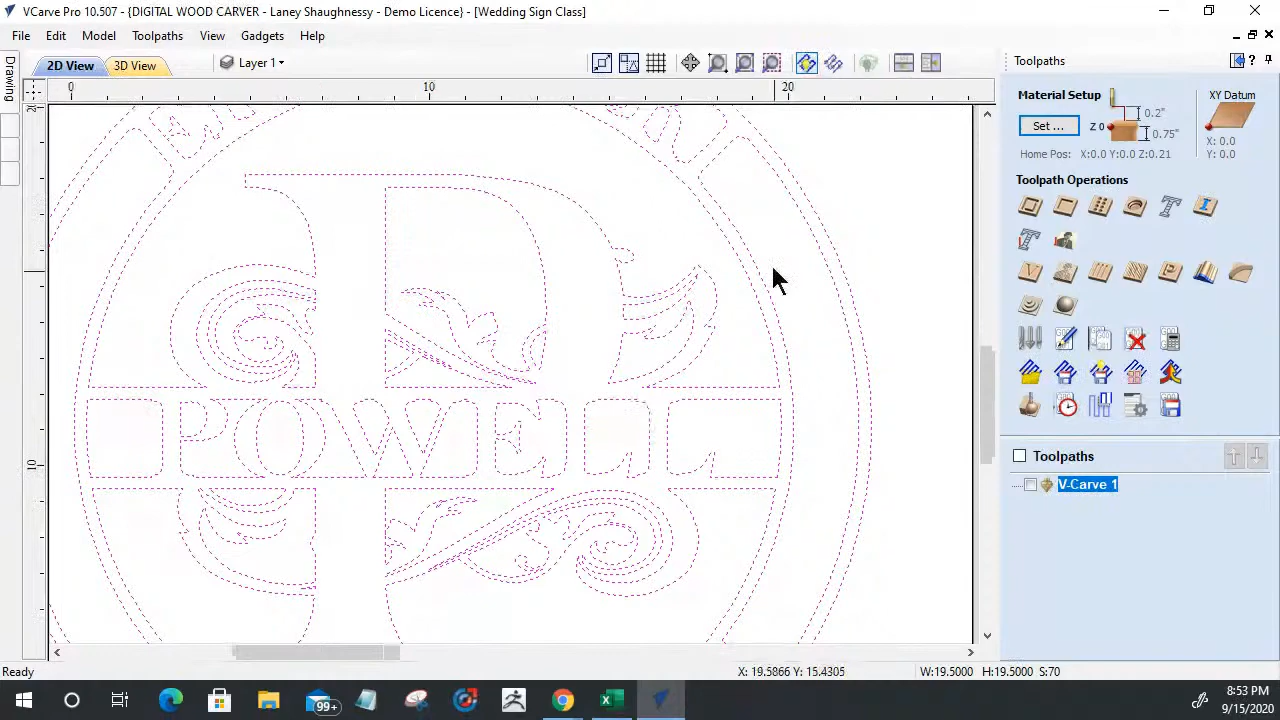 VCarve Pro 10.507 - {DIGITAL WOOD CARVER - Laney Shaughnessy - Demo Licence} - [Wedding Sign Class]
File Edit Model Toolpaths View Gadgets Help
Drawing
2D View 3D View Layer 1
Toolpaths ?
0 10 20
Material Setup
Set ...
Z 0
0.2"
0.75"
XY Datum
X: 0.0
Y: 0.0
Home Pos: X:0.0 Y:0.0 Z:0.21
Toolpath Operations
20
P
POWELL
10
Toolpaths
V-Carve 1
Ready
X: 19.5866 Y: 15.4305
W:19.5000 H:19.5000 S:70
99+
8:53 PM
9/15/2020